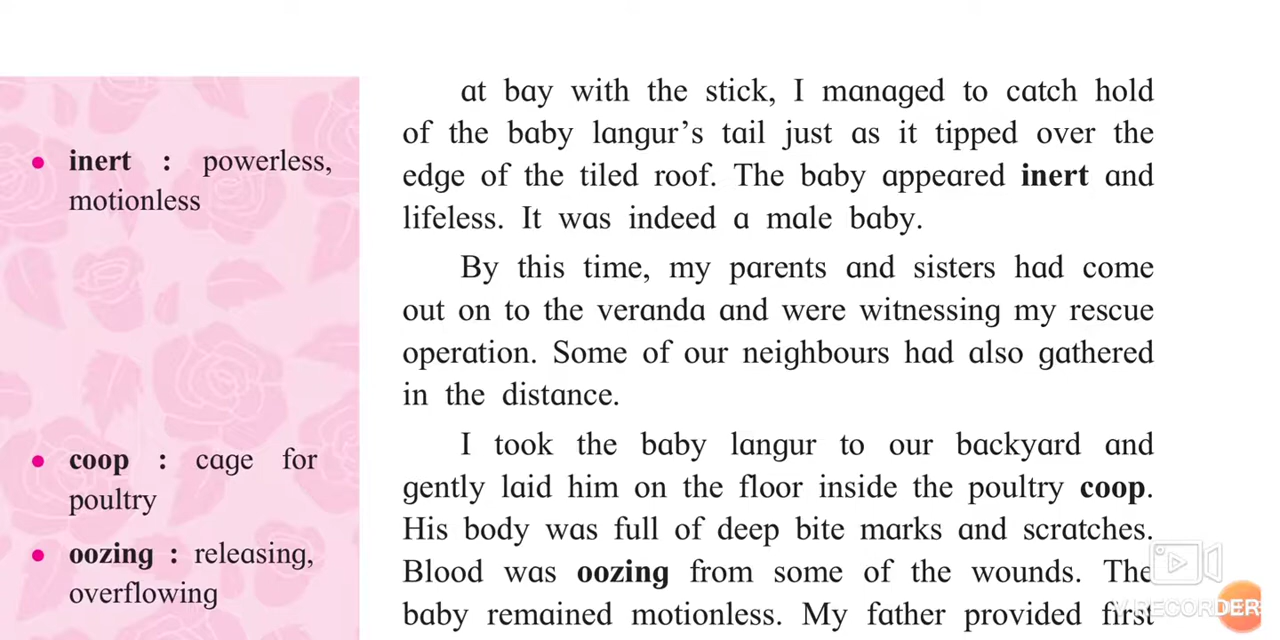 at bay with the stick, I managed to catch hold
of the baby langur's tail just as it tipped over the
edge of the tiled roof. The baby appeared inert and
lifeless. It was indeed a male baby.
By this time, my parents and sisters had come
out on to the veranda and were witnessing my rescue
operation. Some of our neighbours had also gathered
in the distance.
I took the baby langur to our backyard and
gently laid him on the floor inside the poultry coop.
His body was full of deep bite marks and scratches.
Blood was oozing from some of the wounds. The
baby remained motionless. My father provided first
• inert : powerless,
motionless
• coop : cage for
poultry
• oozing : releasing,
overflowing
V RECORDER